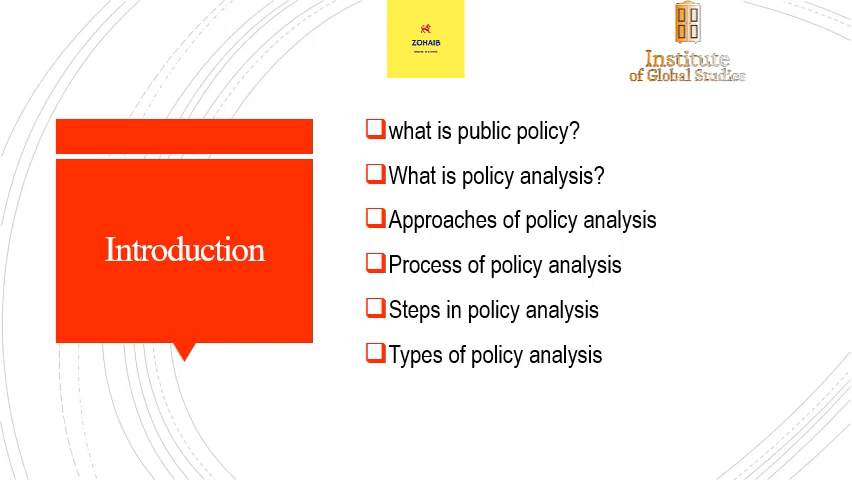 ZOHAIB
Institute
of Global Studies
what is public policy?
What is policy analysis?
Approaches of policy analysis
Introduction
Process of policy analysis
Steps in policy analysis
Types of policy analysis